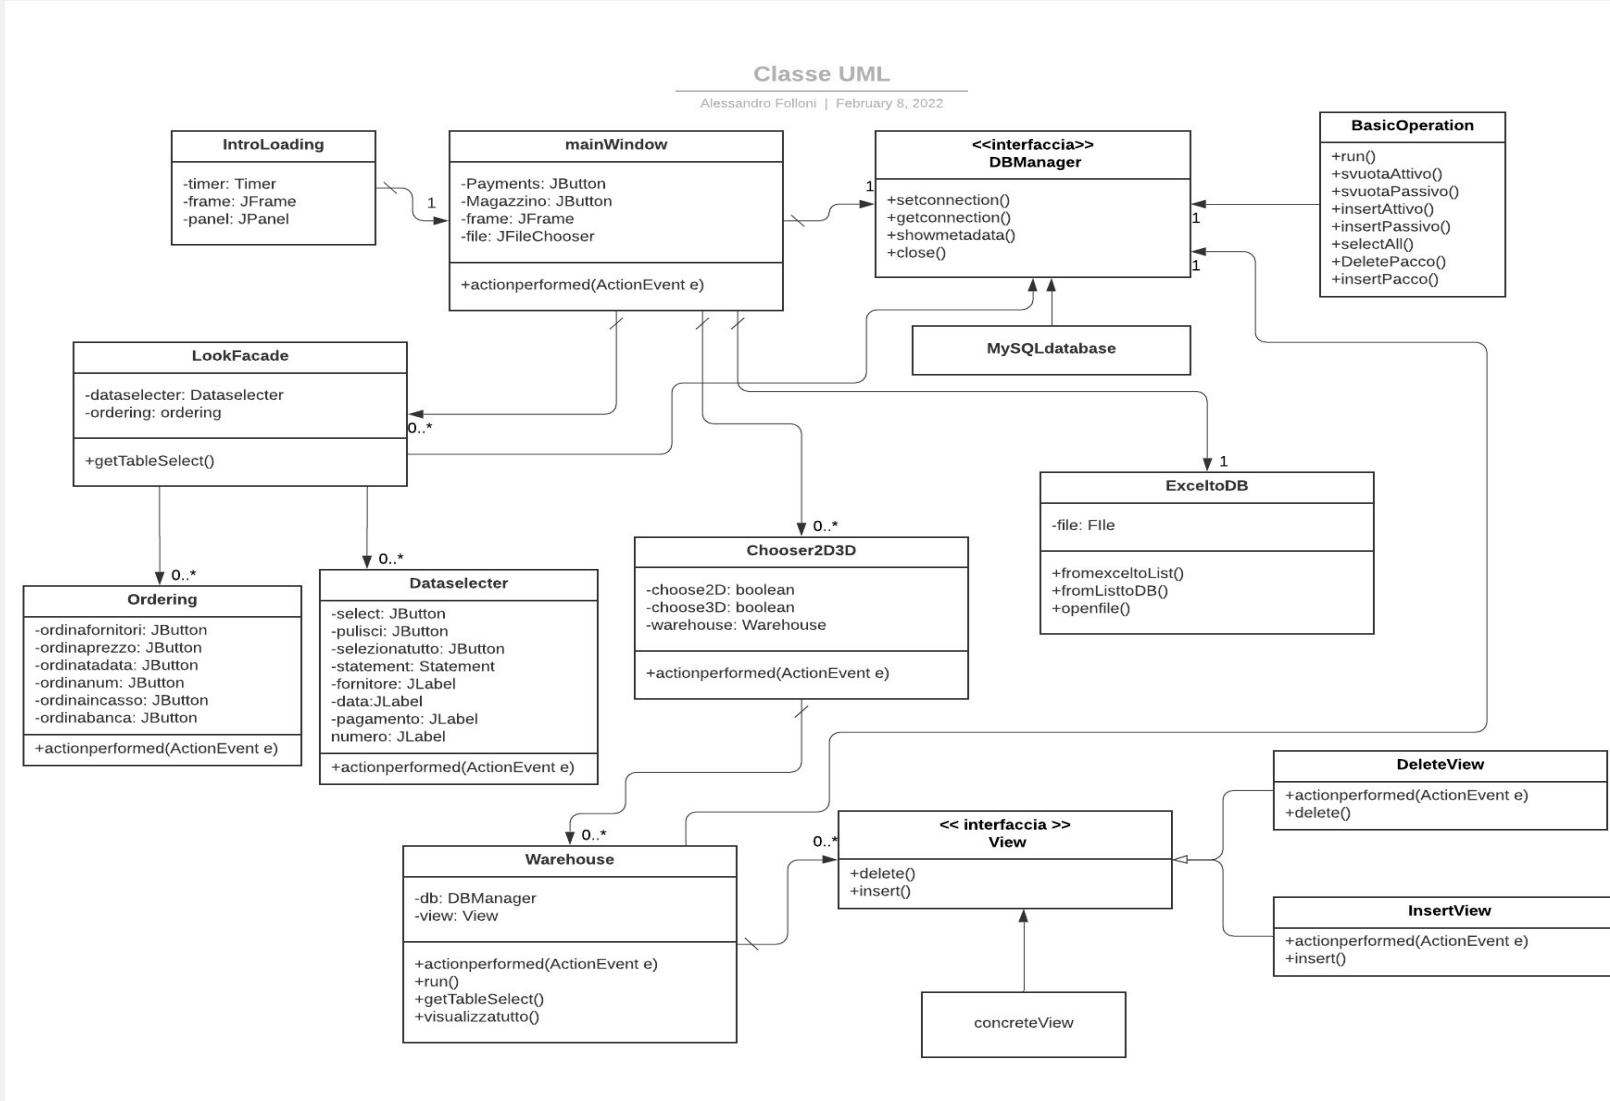 Classe UML
Alessandro Folloni | February 8, 2022
IntroLoading
-timer: Timer
-frame: JFrame
-panel: JPanel
1
mainWindow
-Payments: JButton
-Magazzino: JButton
-frame: JFrame
-file: JFileChooser
+actionperformed(ActionEvent e)
1
<<interfaccia>>
DBManager
+setconnection()
+getconnection()
+showmetadata()
+close()
1
1
BasicOperation
+run()
+svuotaAttivo()
+svuotaPassivo()
+insertAttivo()
+insertPassivo()
+selectAll()
+DeletePacco()
+insertPacco()
MySQLdatabase
LookFacade
-dataselecter: Dataselecter
-ordering: ordering
+getTableSelect()
0..*
1
ExceltoDB
-file: FIle
+fromexceltoList()
+fromListtoDB()
+openfile()
0..*
Ordering
-ordinafornitori: JButton
-ordinaprezzo: JButton
-ordinatadata: JButton
-ordinanum: JButton
-ordinaincasso: JButton
-ordinabanca: JButton
+actionperformed(ActionEvent e)
0..*
Dataselecter
-select: JButton
-pulisci: JButton
-selezionatutto: JButton
-statement: Statement
-fornitore: JLabel
-data:JLabel
-pagamento: JLabel
numero: JLabel
+actionperformed(ActionEvent e)
0..*
Chooser2D3D
-choose2D: boolean
-choose3D: boolean
-warehouse: Warehouse
+actionperformed(ActionEvent e)
0..*
Warehouse
-db: DBManager
-view: View
+actionperformed(ActionEvent e)
+run()
+getTableSelect()
+visualizzatutto()
0..*
<< interfaccia >>
View
+delete()
+insert()
DeleteView
+actionperformed(ActionEvent e)
+delete()
InsertView
+actionperformed(ActionEvent e)
+insert()
concreteView